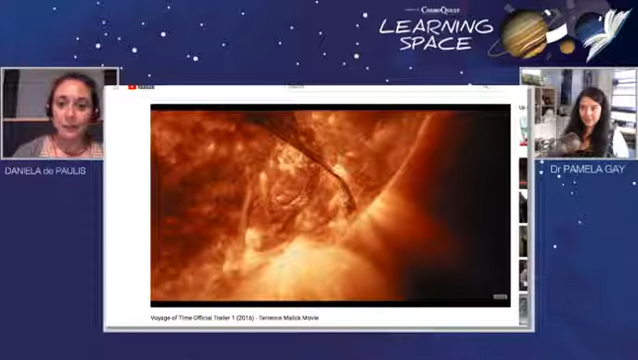 COSMOQUEST
LEARNING
SPACE
YouTube
DANIELA de PAULIS
Dr PAMELA GAY
Voyage of Time Official Trailer 1 (2016) - Terrence Malick Movie